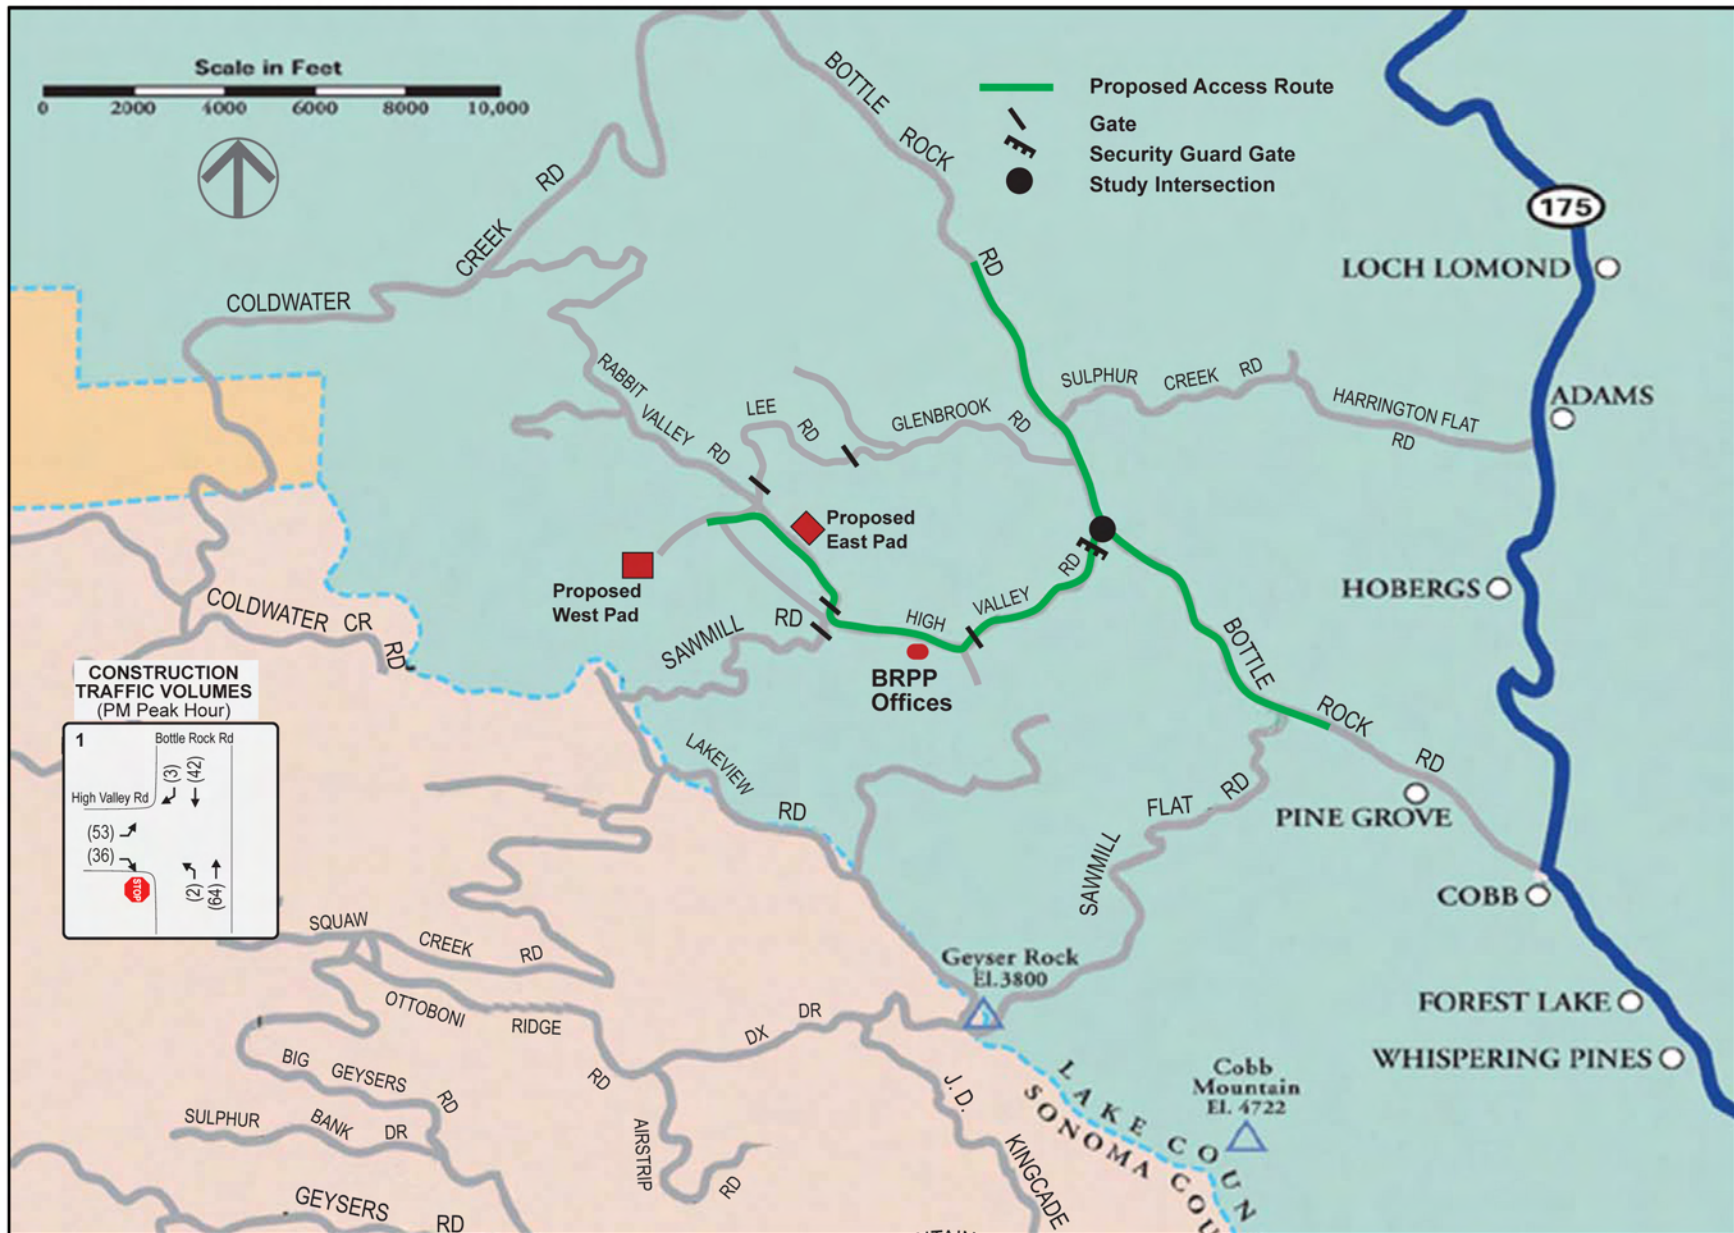 Scale in Feet
0 2000 4000 6000 8000 10,000
Proposed Access Route
Gate
Security Guard Gate
Study Intersection
BOTTLE
ROCK
RD
175
LOCH LOMOND
ADAMS
HOBERGS
PINE GROVE
COBB
FOREST LAKE
WHISPERING PINES
COLDWATER
CREEK
RD
RABBIT
VALLEY
RD
LEE
RD
GLENBROOK
RD
SULPHUR
CREEK
RD
HARRINGTON FLAT
RD
Proposed
East Pad
Proposed
West Pad
SAWMILL
RD
HIGH
VALLEY
RD
BRPP
Offices
BOTTLE
ROCK
RD
COLDWATER CR
RD
CONSTRUCTION
TRAFFIC VOLUMES
(PM Peak Hour)
1
Bottle Rock Rd
(3)
(42)
High Valley Rd
(53)
(36)
STOP
(2)
(64)
LAKEVIEW
RD
SAWMILL
FLAT
RD
Geyser Rock
El.3800
SQUAW
CREEK
RD
OTTOBONI
RIDGE
RD
DX
DR
BIG
GEYSERS
RD
SULPHUR
BANK
DR
AIRSTRIP
RD
J. D.
KINGCADE
GEYSERS
RD
Cobb
Mountain
El. 4722
LAKE COUN
SONOMA COU